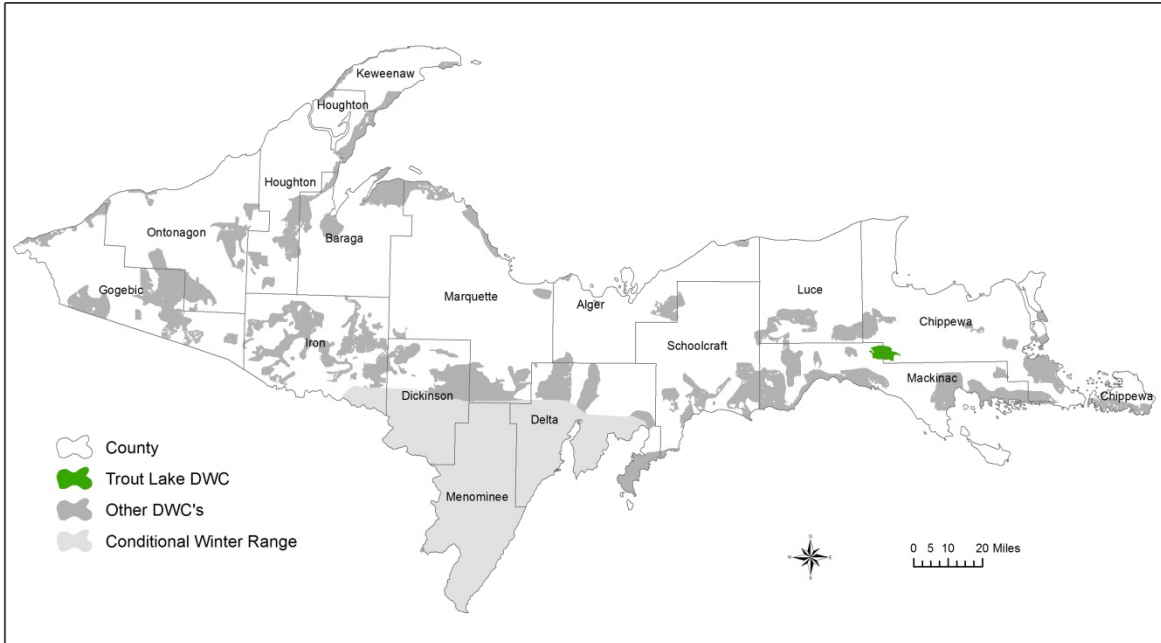 Keweenaw
Houghton
Houghton
Ontonagon
Baraga
Gogebic
Marquette
Alger
Luce
Chippewa
Iron
Schoolcraft
Mackinac
Dickinson
Chippewa
Delta
Menominee
County
Trout Lake DWC
Other DWC's
Conditional Winter Range
N
W E
S
0 5 10 20 Miles